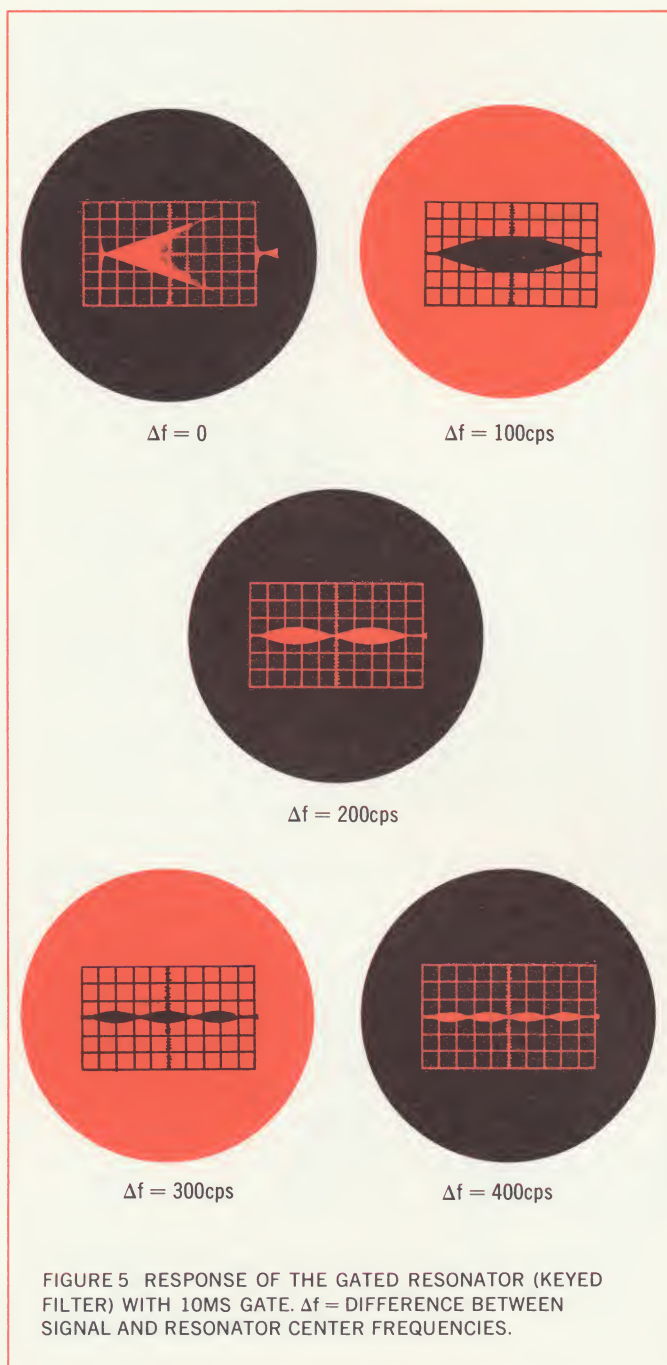 Δf = 0
Δf = 100cps
Δf = 200cps
Δf = 300cps
Δf = 400cps
FIGURE 5 RESPONSE OF THE GATED RESONATOR (KEYED
FILTER) WITH 10MS GATE. Δf = DIFFERENCE BETWEEN
SIGNAL AND RESONATOR CENTER FREQUENCIES.